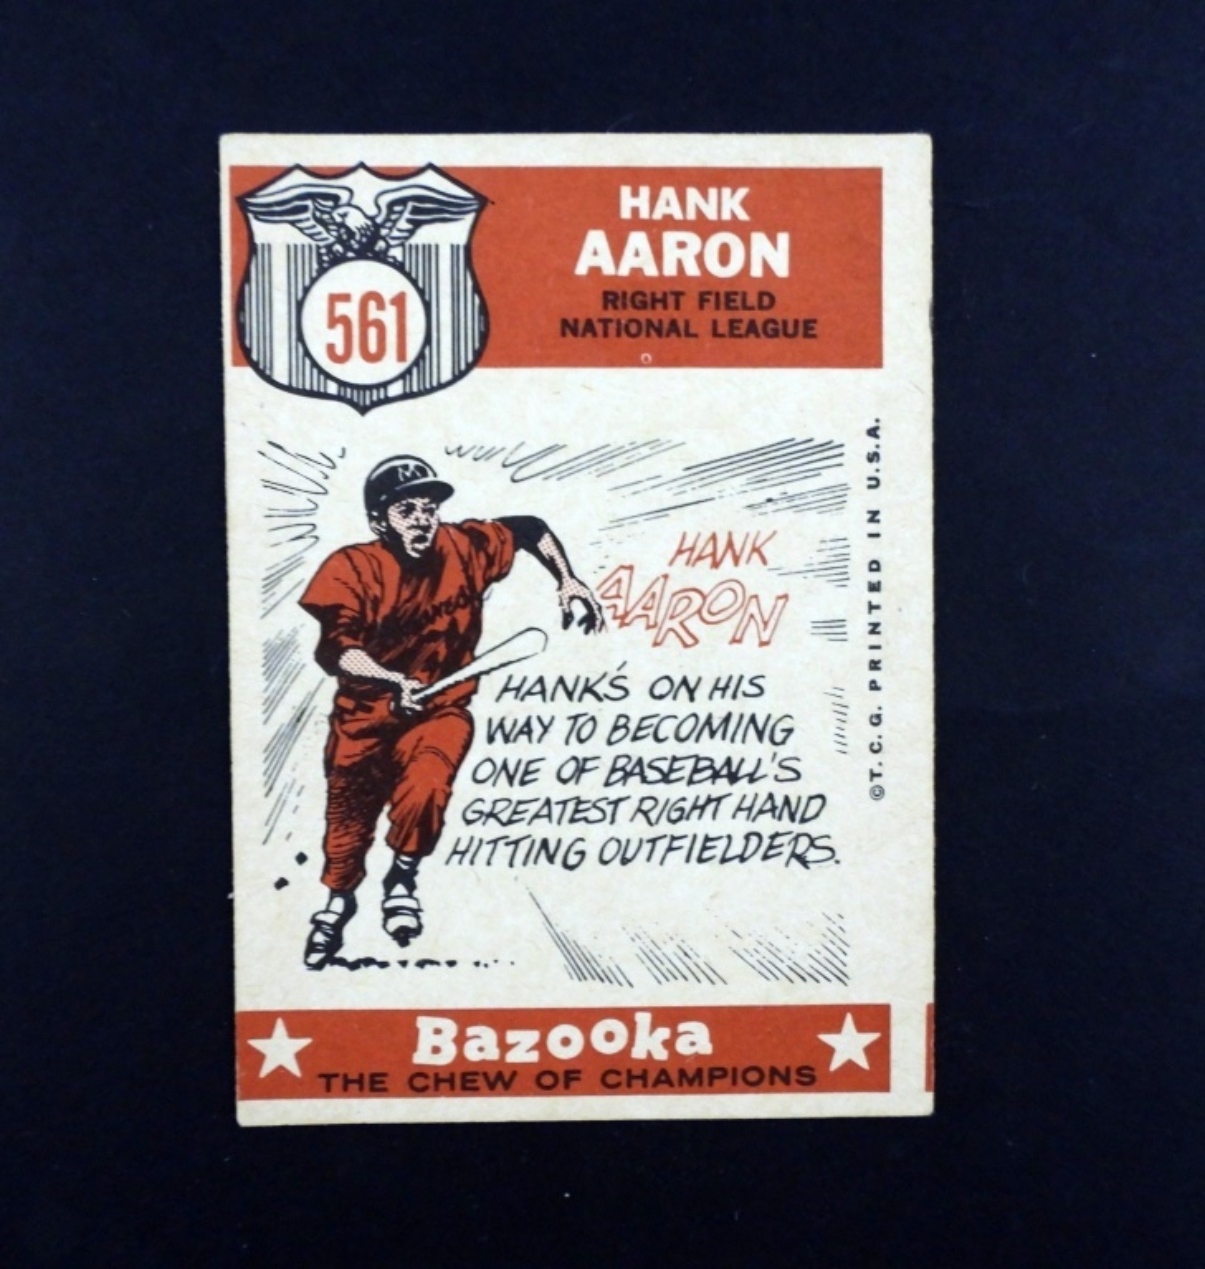 561
HANK
AARON
RIGHT FIELD
NATIONAL LEAGUE
M
HANK
AARON
HANK'S ON HIS
WAY TO BECOMING
ONE OF BASEBALL'S
GREATEST RIGHT HAND
HITTING OUTFIELDERS.
©T. C. G. PRINTED IN U.S.A.
Bazooka
THE CHEW OF CHAMPIONS